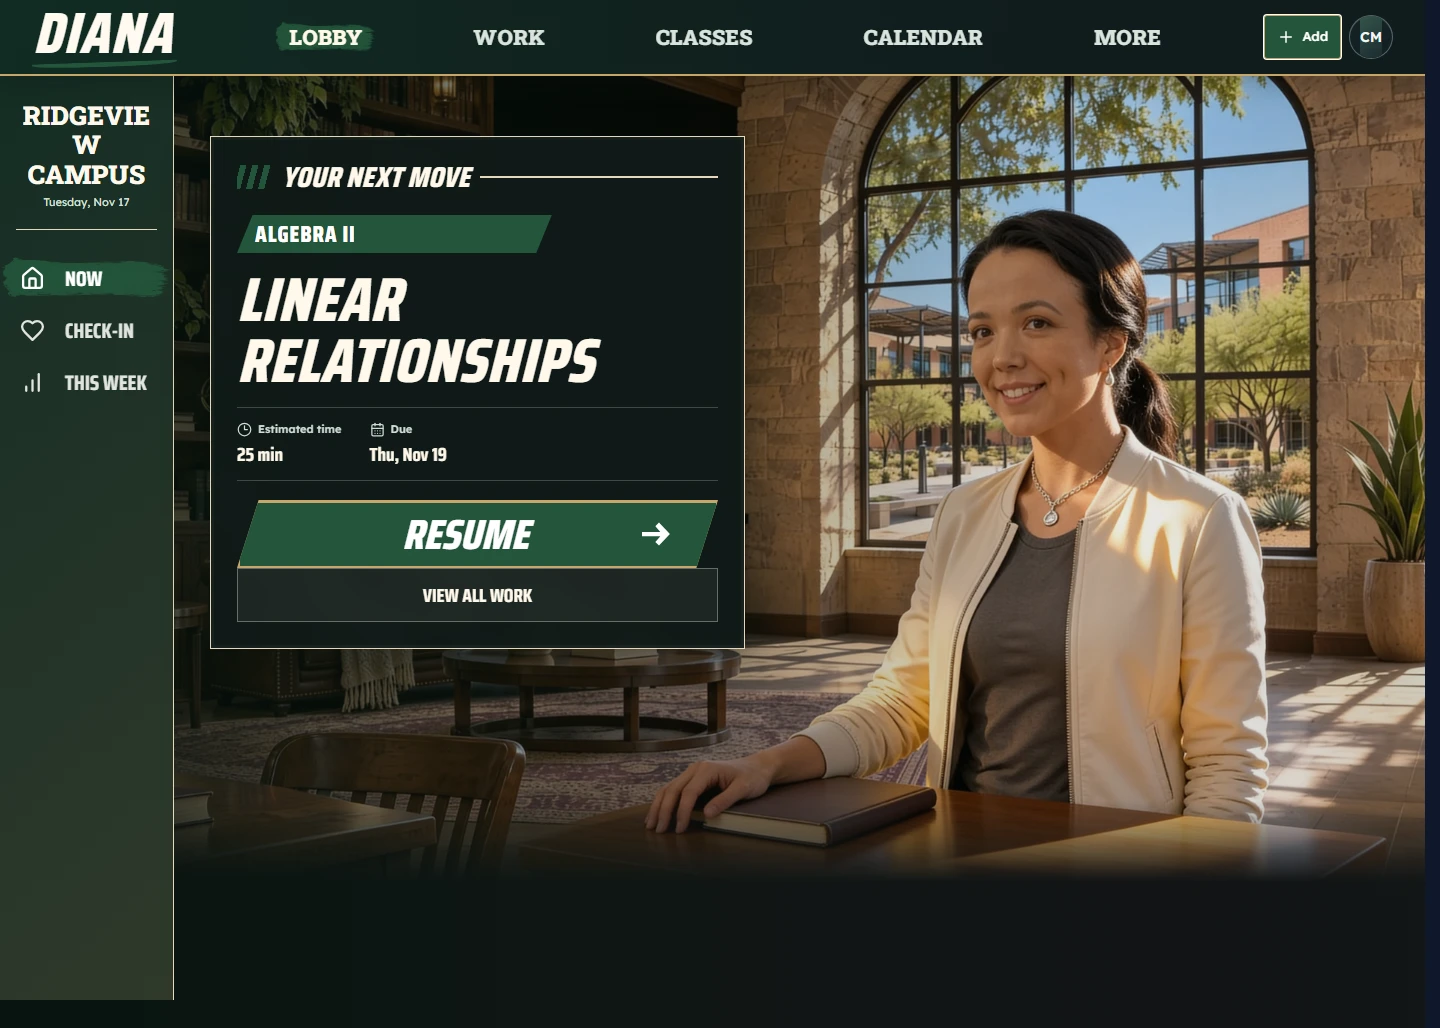 DIANA
LOBBY
WORK
CLASSES
CALENDAR
MORE
Add
CM
RIDGEVIE
W
CAMPUS
Tuesday, Nov 17
NOW
CHECK-IN
THIS WEEK
YOUR NEXT MOVE
ALGEBRA II
LINEAR
RELATIONSHIPS
Estimated time
Due
25 min
Thu, Nov 19
RESUME
VIEW ALL WORK